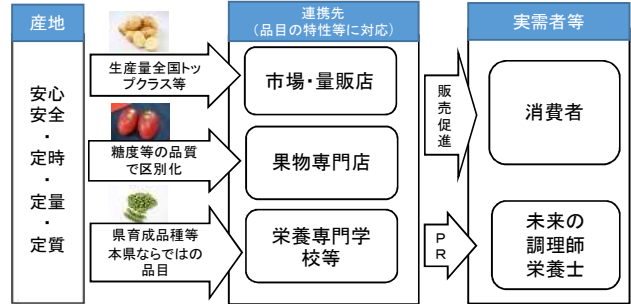 産地
安心
安全
・
定時
・
定量
・
定質
生産量全国トッ
プクラス等
糖度等の品質
で区別化
県育成品種等
本県ならではの
品目
連携先
(品目の特性等に対応)
市場・量販店
果物専門店
栄養専門学
校等
販売促進
PR
実需者等
消費者
未来の
調理師
栄養士